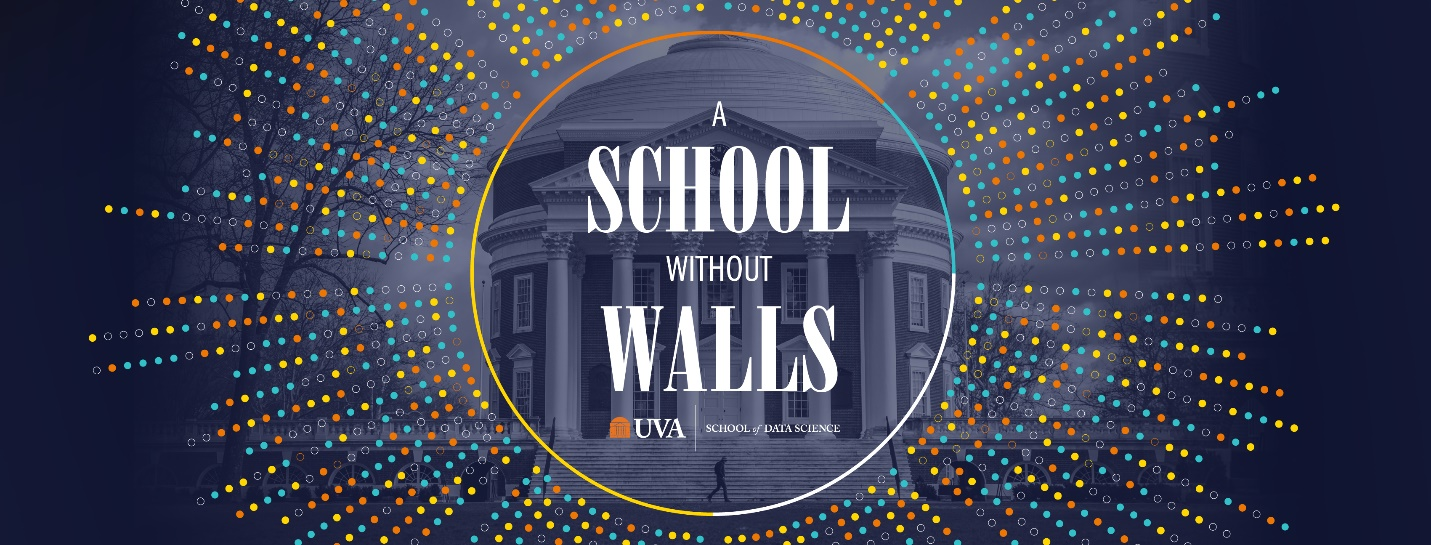 A
SCHOOL
WITHOUT
WALLS
UVA SCHOOL of DATA SCIENCE